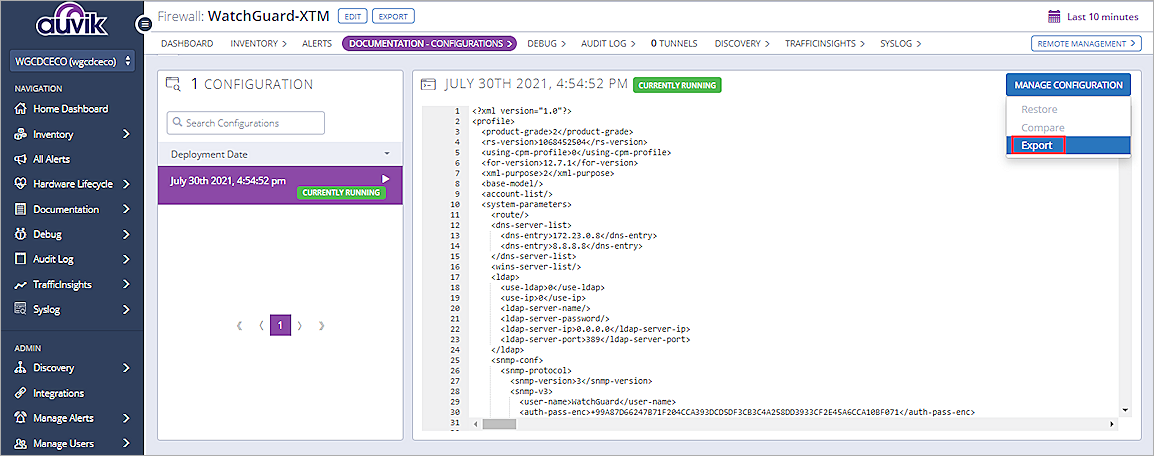 auvik
Firewall: WatchGuard-XTM EDIT EXPORT
Last 10 minutes
DASHBOARD INVENTORY ALERTS DOCUMENTATION - CONFIGURATIONS DEBUG AUDIT LOG 0 TUNNELS DISCOVERY TRAFFICINSIGHTS SYSLOG REMOTE MANAGEMENT
WGCDCECO (wgcdceco)
NAVIGATION
Home Dashboard
Inventory
All Alerts
Hardware Lifecycle
Documentation
Debug
Audit Log
TrafficInsights
Syslog
ADMIN
Discovery
Integrations
Manage Alerts
Manage Users
1 CONFIGURATION
Search Configurations
Deployment Date
July 30th 2021, 4:54:52 pm
CURRENTLY RUNNING
1
JULY 30TH 2021, 4:54:52 PM CURRENTLY RUNNING
MANAGE CONFIGURATION
Restore
Compare
Export
1 <?xml version="1.0"?>
2 <profile>
3 <product-grade>2</product-grade>
4 <rs-version>1068452504</rs-version>
5 <using-cpm-profile>0</using-cpm-profile>
6 <for-version>12.7.1</for-version>
7 <xml-purpose>2</xml-purpose>
8 <base-model/>
9 <account-list/>
10 <system-parameters>
11 <route/>
12 <dns-server-list>
13 <dns-entry>172.23.0.8</dns-entry>
14 <dns-entry>8.8.8.8</dns-entry>
15 </dns-server-list>
16 <wins-server-list/>
17 <ldap>
18 <use-ldap>0</use-ldap>
19 <use-ip>0</use-ip>
20 <ldap-server-name/>
21 <ldap-server-password/>
22 <ldap-server-ip>0.0.0.0</ldap-server-ip>
23 <ldap-server-port>389</ldap-server-port>
24 </ldap>
25 <snmp-conf>
26 <snmp-protocol>
27 <snmp-version>3</snmp-version>
28 <snmp-v3>
29 <user-name>WatchGuard</user-name>
30 <auth-pass-enc>+99A87D66247B71F204CCA393DCD5DF3CB3C4A258DD3933CF2E45A6CCA10BF071</auth-pass-enc>
31